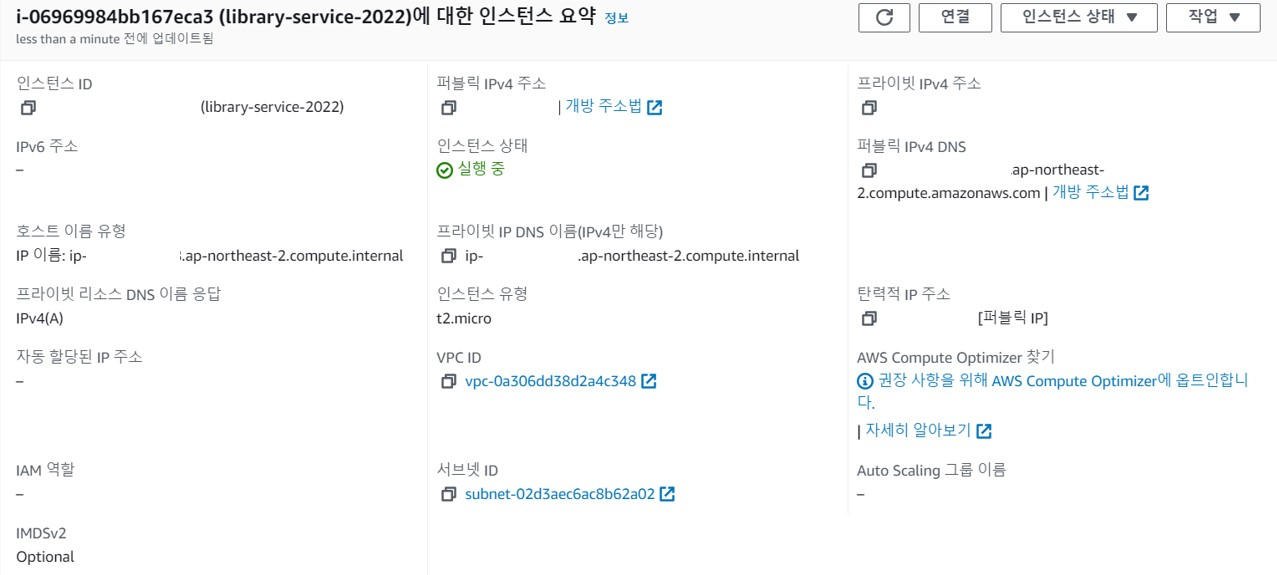 i-06969984bb167eca3 (library-service-2022)에 대한 인스턴스 요약 정보
less than a minute 전에 업데이트됨
연결
인스턴스 상태
작업
인스턴스 ID
(library-service-2022)
퍼블릭 IPv4 주소
| 개방 주소법
프라이빗 IPv4 주소
IPv6 주소
–
인스턴스 상태
실행 중
퍼블릭 IPv4 DNS
.ap-northeast-
2.compute.amazonaws.com | 개방 주소법
호스트 이름 유형
IP 이름: ip- .ap-northeast-2.compute.internal
프라이빗 IP DNS 이름(IPv4만 해당)
ip- .ap-northeast-2.compute.internal
프라이빗 리소스 DNS 이름 응답
IPv4(A)
인스턴스 유형
t2.micro
탄력적 IP 주소
[퍼블릭 IP]
자동 할당된 IP 주소
–
VPC ID
vpc-0a306dd38d2a4c348
AWS Compute Optimizer 찾기
권장 사항을 위해 AWS Compute Optimizer에 옵트인합니
다.
| 자세히 알아보기
IAM 역할
–
서브넷 ID
subnet-02d3aec6ac8b62a02
Auto Scaling 그룹 이름
–
IMDSv2
Optional